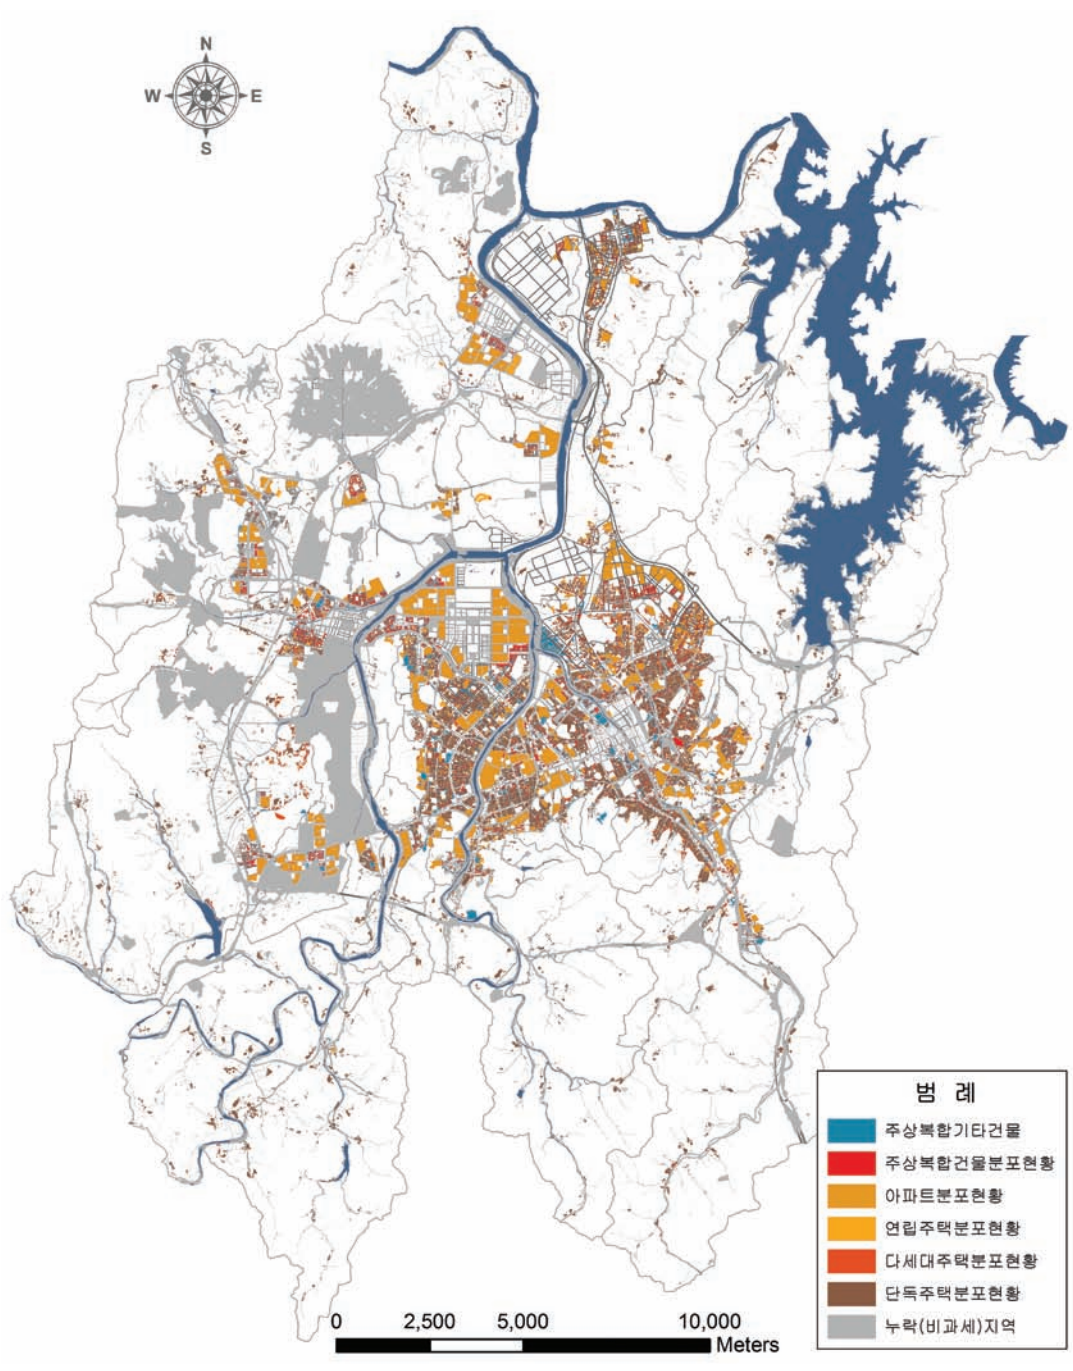 N
W E
S
범 례
주상복합기타건물
주상복합건물분포현황
아파트분포현황
연립주택분포현황
다세대주택분포현황
단독주택분포현황
누락(비과세)지역
0 2,500 5,000 10,000
Meters